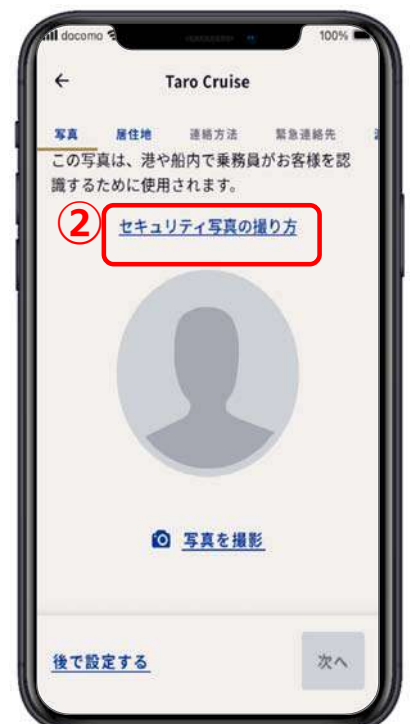 docomo 100%
← Taro Cruise
写真 居住地 連絡方法 緊急連絡先
この写真は、港や船内で乗務員がお客様を認
識するために使用されます。
② セキュリティ写真の撮り方
写真を撮影
後で設定する 次へ